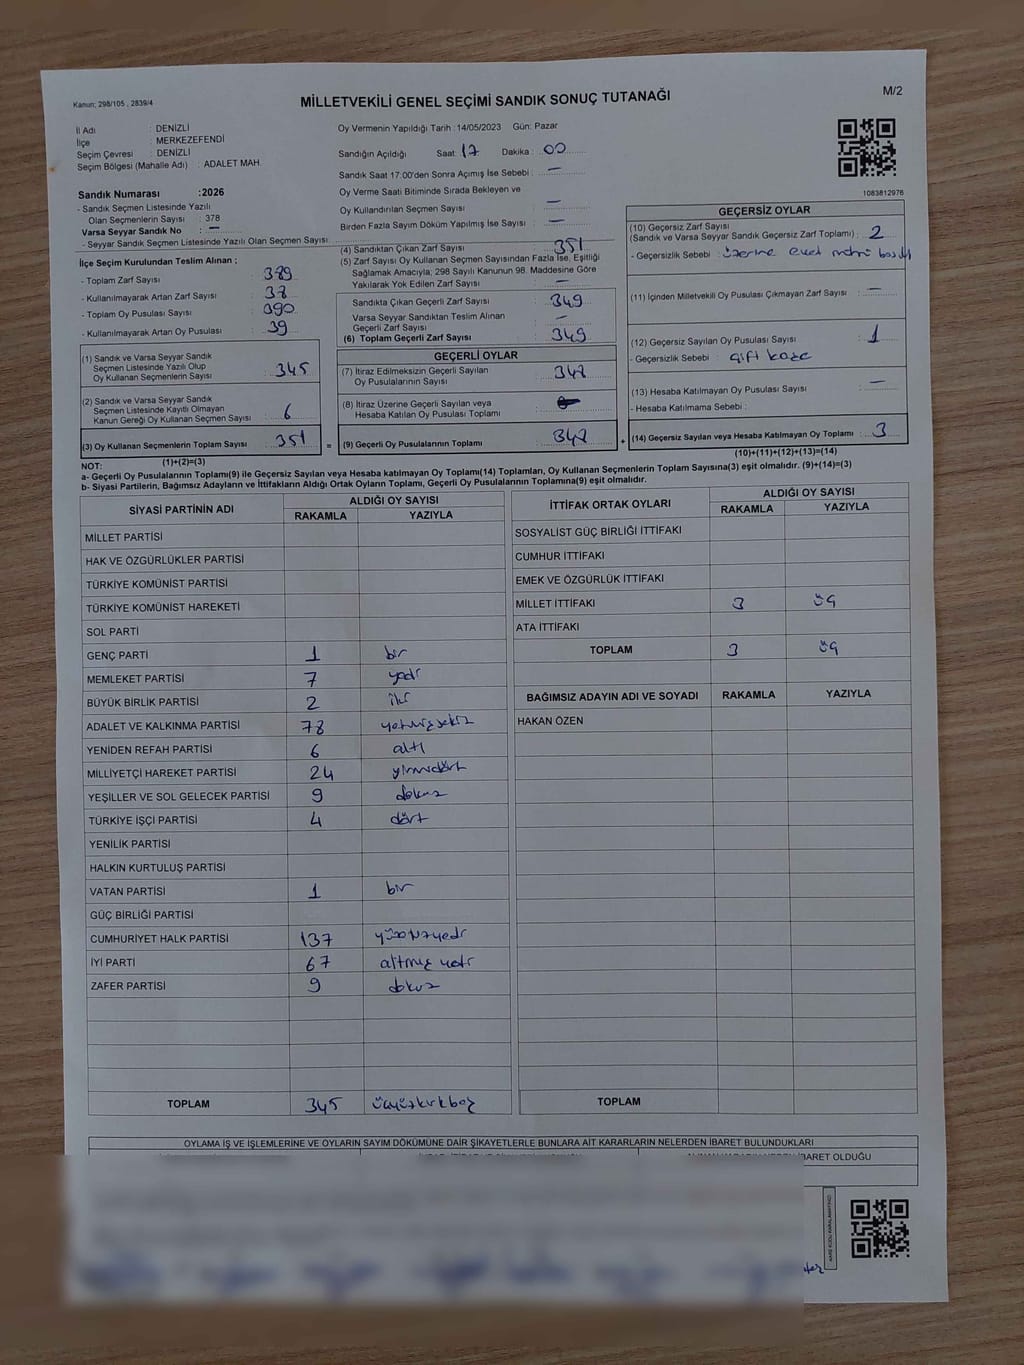 Kanun; 298/105 , 2839/4
MİLLETVEKİLİ GENEL SEÇİMİ SANDIK SONUÇ TUTANAĞI
M/2
İl Adı : DENİZLİ
İlçe : MERKEZEFENDİ
Seçim Çevresi : DENİZLİ
Seçim Bölgesi (Mahalle Adı) : ADALET MAH.
Sandık Numarası :2026
- Sandık Seçmen Listesinde Yazılı
Olan Seçmenlerin Sayısı : 378
Varsa Seyyar Sandık No : —
- Seyyar Sandık Seçmen Listesinde Yazılı Olan Seçmen Sayısı:
İlçe Seçim Kurulundan Teslim Alınan ;
- Toplam Zarf Sayısı :
- Kullanılmayarak Artan Zarf Sayısı :
- Toplam Oy Pusulası Sayısı : 390
- Kullanılmayarak Artan Oy Pusulası : 39
(1) Sandık ve Varsa Seyyar Sandık
Seçmen Listesinde Yazılı Olup
Oy Kullanan Seçmenlerin Sayısı : 345
(2) Sandık ve Varsa Seyyar Sandık
Seçmen Listesinde Kayıtlı Olmayan
Kanun Gereği Oy Kullanan Seçmen Sayısı : 6
(3) Oy Kullanan Seçmenlerin Toplam Sayısı : 351 =
(1)+(2)=(3)
Oy Vermenin Yapıldığı Tarih : 14/05/2023 Gün: Pazar
Sandığın Açıldığı Saat: 17 Dakika : 00
Sandık Saat 17:00'den Sonra Açımış İse Sebebi : —
Oy Verme Saati Bitiminde Sırada Bekleyen ve
Oy Kullandırılan Seçmen Sayısı : —
Birden Fazla Sayım Döküm Yapılmış İse Sayısı : —
(4) Sandıktan Çıkan Zarf Sayısı : 351
(5) Zarf Sayısı Oy Kullanan Seçmen Sayısından Fazla İse, Eşitliği
Sağlamak Amacıyla; 298 Sayılı Kanunun 98. Maddesine Göre
Yakılarak Yok Edilen Zarf Sayısı : —
Sandıkta Çıkan Geçerli Zarf Sayısı : 349
Varsa Seyyar Sandıktan Teslim Alınan
Geçerli Zarf Sayısı : —
(6) Toplam Geçerli Zarf Sayısı : 349
GEÇERLİ OYLAR
(7) İtiraz Edilmeksizin Geçerli Sayılan
Oy Pusulalarının Sayısı : 348
(8) İtiraz Üzerine Geçerli Sayılan veya
Hesaba Katılan Oy Pusulası Toplamı :
(9) Geçerli Oy Pusulalarının Toplamı : 348 +
1083812976
GEÇERSİZ OYLAR
(10) Geçersiz Zarf Sayısı
(Sandık ve Varsa Seyyar Sandık Geçersiz Zarf Toplamı) : 2
- Geçersizlik Sebebi : üzerine evet mührü basılı
(11) İçinden Milletvekili Oy Pusulası Çıkmayan Zarf Sayısı : —
(12) Geçersiz Sayılan Oy Pusulası Sayısı : 1
- Geçersizlik Sebebi : çift kaşe
(13) Hesaba Katılmayan Oy Pusulası Sayısı : —
- Hesaba Katılmama Sebebi :
(14) Geçersiz Sayılan veya Hesaba Katılmayan Oy Toplamı : 3
(10)+(11)+(12)+(13)=(14)
NOT:
a- Geçerli Oy Pusulalarının Toplamı(9) ile Geçersiz Sayılan veya Hesaba katılmayan Oy Toplamı(14) Toplamları, Oy Kullanan Seçmenlerin Toplam Sayısına(3) eşit olmalıdır. (9)+(14)=(3)
b- Siyasi Partilerin, Bağımsız Adayların ve İttifakların Aldığı Ortak Oyların Toplamı, Geçerli Oy Pusulalarının Toplamına(9) eşit olmalıdır.
SİYASİ PARTİNİN ADI ALDIĞI OY SAYISI
RAKAMLA YAZIYLA
MİLLET PARTİSİ
HAK VE ÖZGÜRLÜKLER PARTİSİ
TÜRKİYE KOMÜNİST PARTİSİ
TÜRKİYE KOMÜNİST HAREKETİ
SOL PARTİ
GENÇ PARTİ 1 bir
MEMLEKET PARTİSİ 7 yedi
BÜYÜK BİRLİK PARTİSİ 2 iki
ADALET VE KALKINMA PARTİSİ 78 yetmişsekiz
YENİDEN REFAH PARTİSİ 6 altı
MİLLİYETÇİ HAREKET PARTİSİ 24 yirmidört
YEŞİLLER VE SOL GELECEK PARTİSİ 9 dokuz
TÜRKİYE İŞÇİ PARTİSİ 4 dört
YENİLİK PARTİSİ
HALKIN KURTULUŞ PARTİSİ
VATAN PARTİSİ 1 bir
GÜÇ BİRLİĞİ PARTİSİ
CUMHURİYET HALK PARTİSİ 137 yüzotuzyedi
İYİ PARTİ 67 altmış yedi
ZAFER PARTİSİ 9 dokuz
TOPLAM 345 üçyüzkırkbeş
İTTİFAK ORTAK OYLARI ALDIĞI OY SAYISI
RAKAMLA YAZIYLA
SOSYALİST GÜÇ BİRLİĞİ İTTİFAKI
CUMHUR İTTİFAKI
EMEK VE ÖZGÜRLÜK İTTİFAKI
MİLLET İTTİFAKI 3 üç
ATA İTTİFAKI
TOPLAM 3 üç
BAĞIMSIZ ADAYIN ADI VE SOYADI RAKAMLA YAZIYLA
HAKAN ÖZEN
TOPLAM
OYLAMA İŞ VE İŞLEMLERİNE VE OYLARIN SAYIM DÖKÜMÜNE DAİR ŞİKAYETLERLE BUNLARA AİT KARARLARIN NELERDEN İBARET BULUNDUKLARI
İBARET OLDUĞU